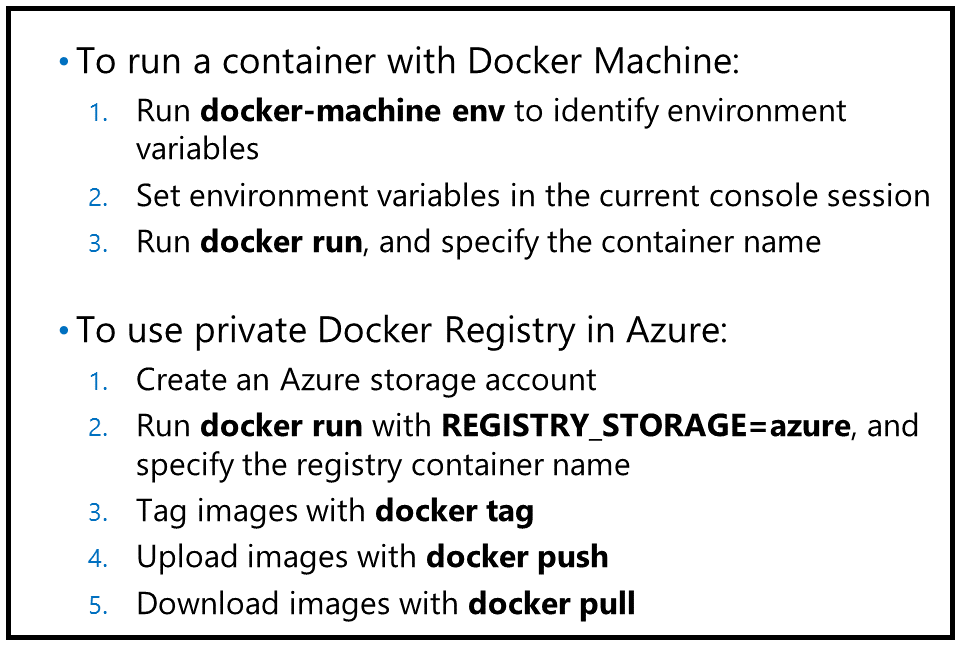 • To run a container with Docker Machine:
1. Run docker-machine env to identify environment
variables
2. Set environment variables in the current console session
3. Run docker run, and specify the container name
• To use private Docker Registry in Azure:
1. Create an Azure storage account
2. Run docker run with REGISTRY_STORAGE=azure, and
specify the registry container name
3. Tag images with docker tag
4. Upload images with docker push
5. Download images with docker pull